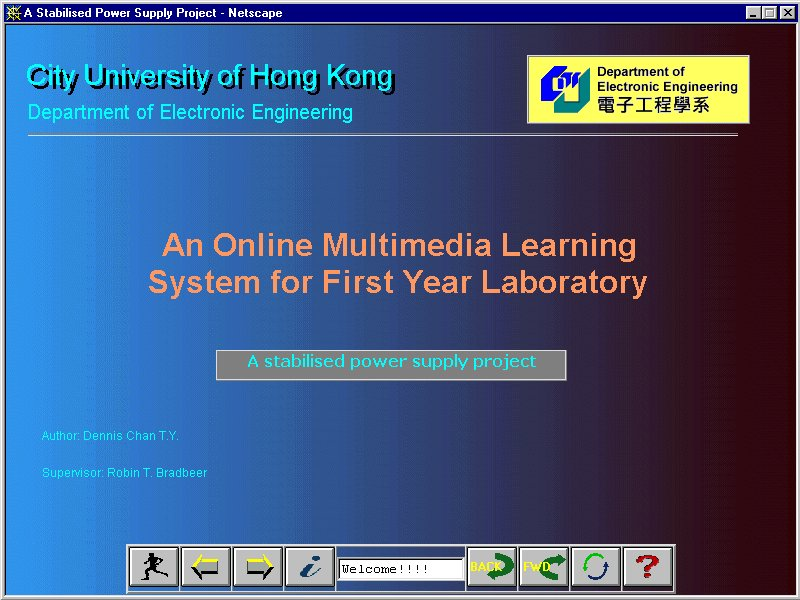 A Stabilised Power Supply Project - Netscape
City University of Hong Kong
Department of Electronic Engineering
Department of
Electronic Engineering
電子工程學系
An Online Multimedia Learning
System for First Year Laboratory
A stabilised power supply project
Author: Dennis Chan T.Y.
Supervisor: Robin T. Bradbeer
i Welcome!!!! BACK FWD ?